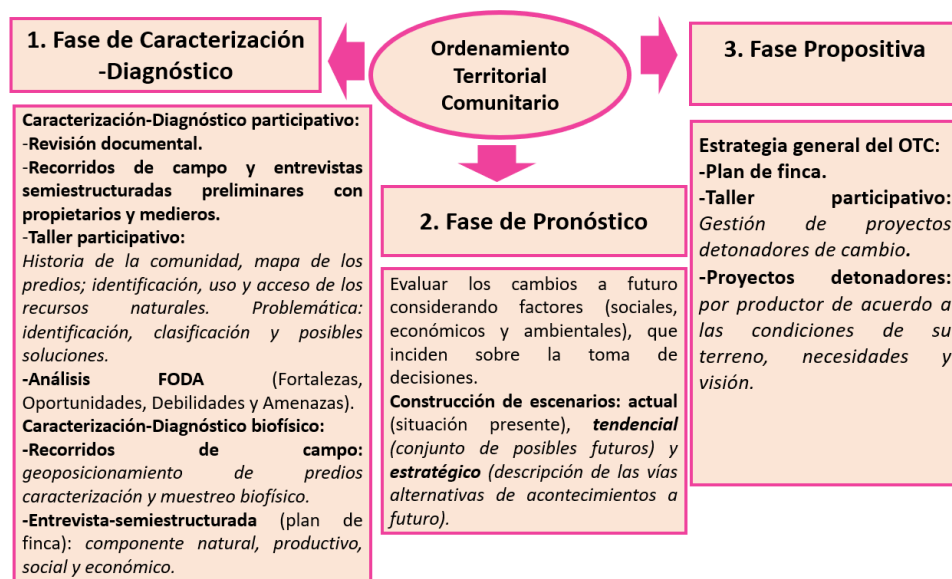 Ordenamiento
Territorial
Comunitario
1. Fase de Caracterización
-Diagnóstico
Caracterización-Diagnóstico participativo:
-Revisión documental.
-Recorridos de campo y entrevistas
semiestructuradas preliminares con
propietarios y medieros.
-Taller participativo:
Historia de la comunidad, mapa de los
predios; identificación, uso y acceso de los
recursos naturales. Problemática:
identificación, clasificación y posibles
soluciones.
-Análisis FODA (Fortalezas,
Oportunidades, Debilidades y Amenazas).
Caracterización-Diagnóstico biofísico:
-Recorridos de campo:
geoposicionamiento de predios
caracterización y muestreo biofísico.
-Entrevista-semiestructurada (plan de
finca): componente natural, productivo,
social y económico.
2. Fase de Pronóstico
Evaluar los cambios a futuro
considerando factores (sociales,
económicos y ambientales), que
inciden sobre la toma de
decisiones.
Construcción de escenarios: actual
(situación presente), tendencial
(conjunto de posibles futuros) y
estratégico (descripción de las vías
alternativas de acontecimientos a
futuro).
3. Fase Propositiva
Estrategia general del OTC:
-Plan de finca.
-Taller participativo:
Gestión de proyectos
detonadores de cambio.
-Proyectos detonadores:
por productor de acuerdo a
las condiciones de su
terreno, necesidades y
visión.